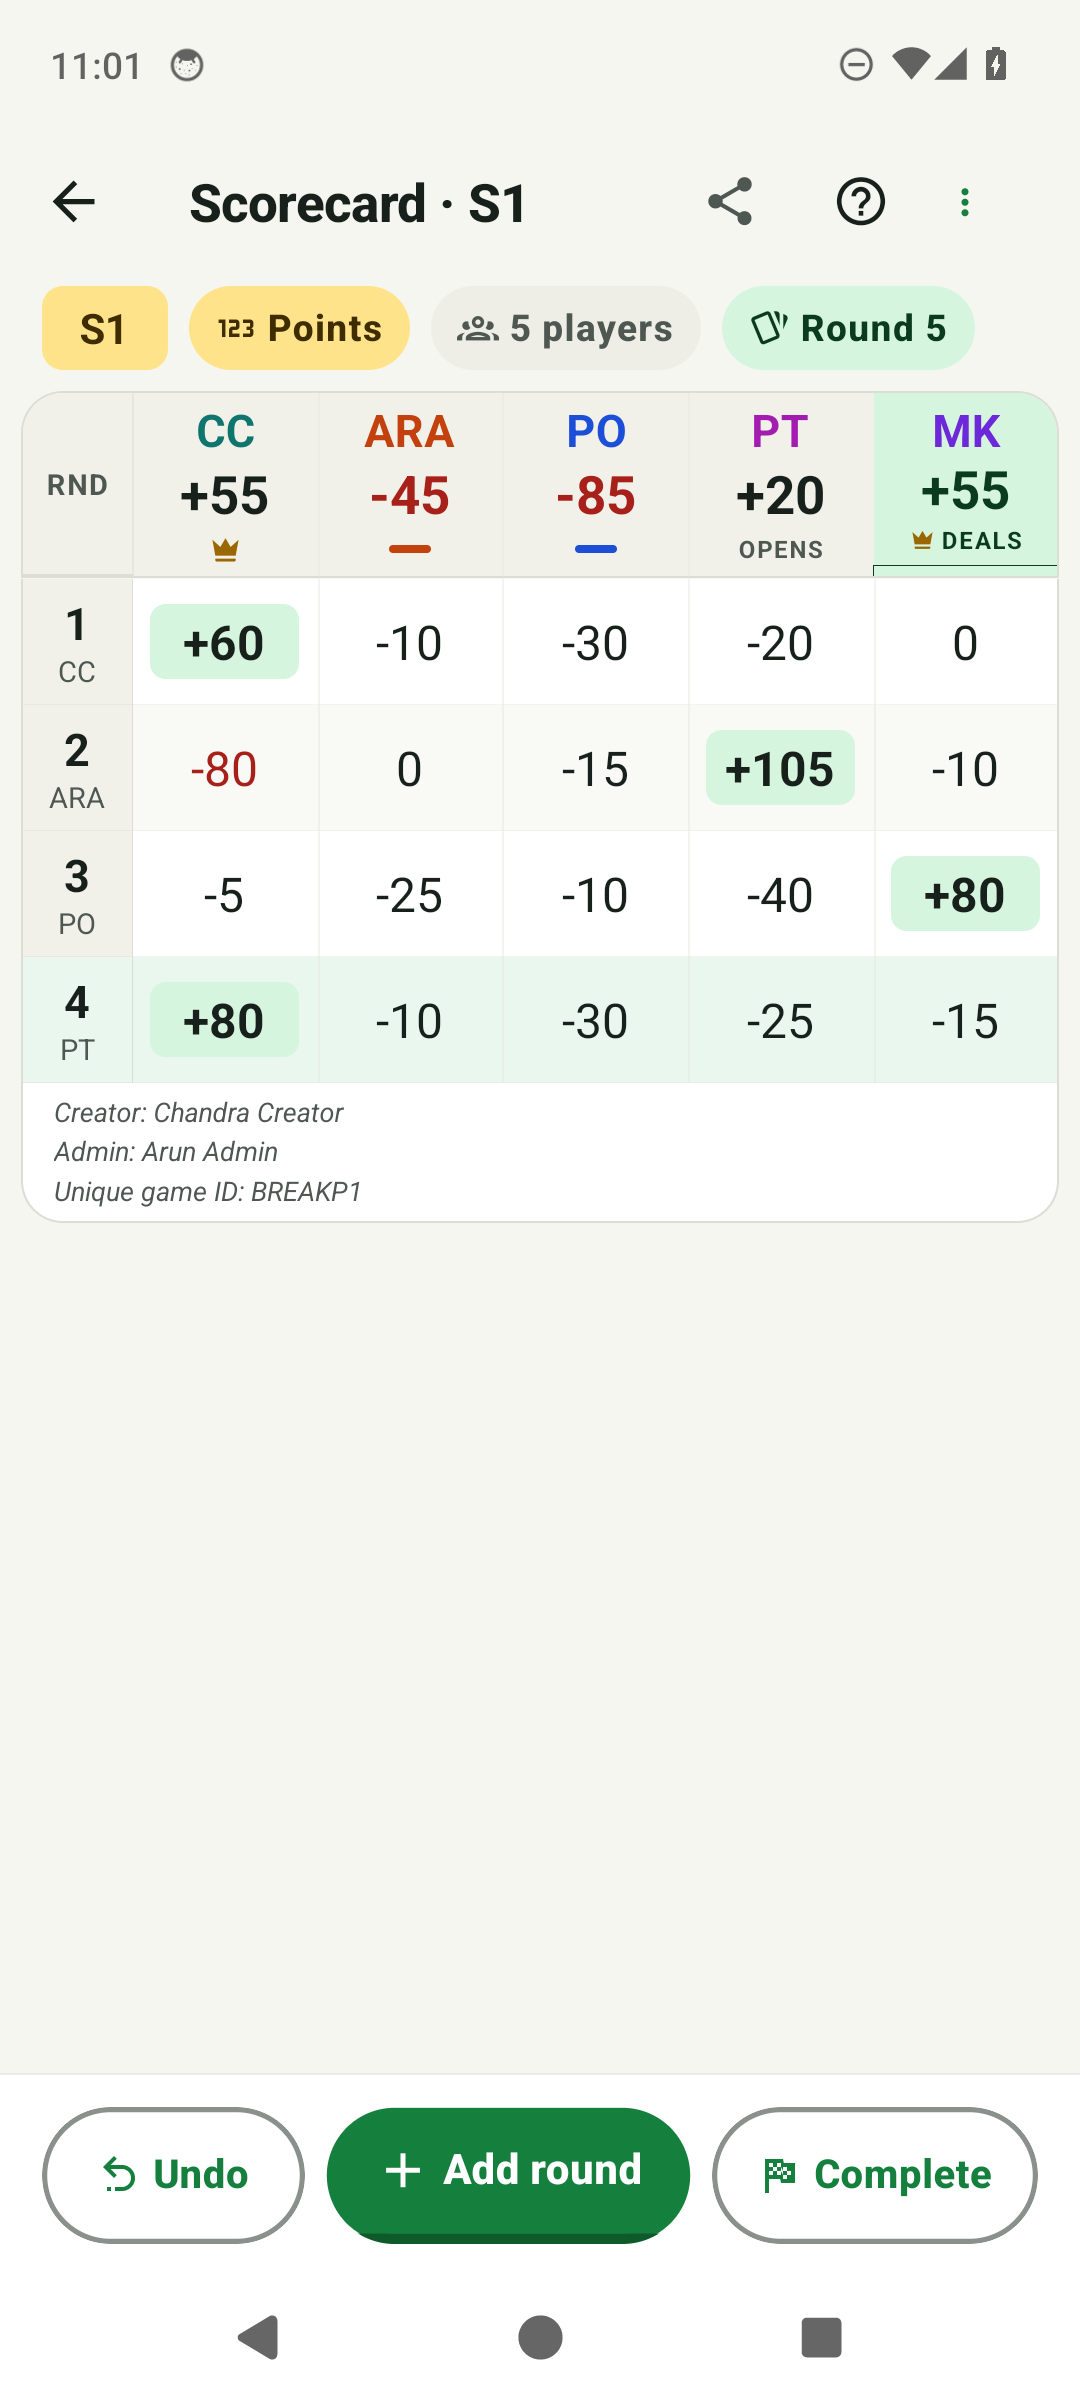 11:01
Scorecard · S1
S1 123 Points 5 players Round 5
RND CC ARA PO PT MK
+55 -45 -85 +20 +55
OPENS DEALS
1 CC +60 -10 -30 -20 0
2 ARA -80 0 -15 +105 -10
3 PO -5 -25 -10 -40 +80
4 PT +80 -10 -30 -25 -15
Creator: Chandra Creator
Admin: Arun Admin
Unique game ID: BREAKP1
Undo + Add round Complete